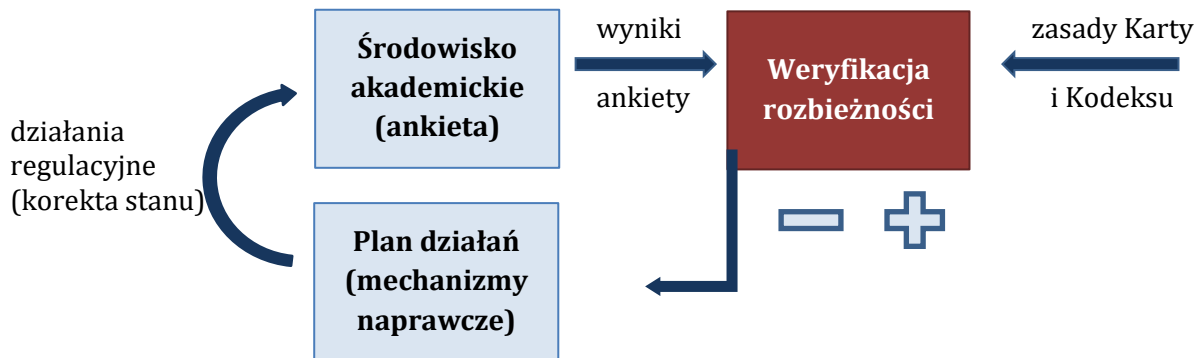 Środowisko
akademickie
(ankieta)
wyniki
ankiety
Weryfikacja
rozbieżności
zasady Karty
i Kodeksu
działania
regulacyjne
(korekta stanu)
Plan działań
(mechanizmy
naprawcze)